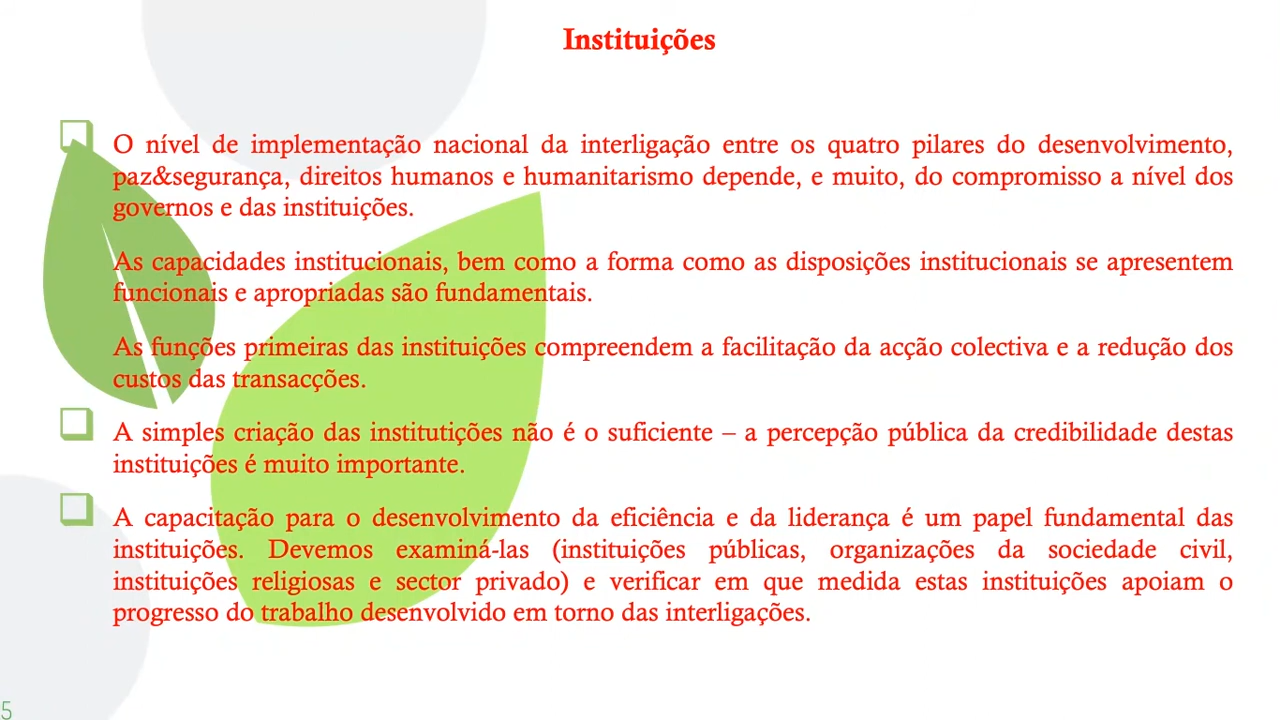 Instituições
O nível de implementação nacional da interligação entre os quatro pilares do desenvolvimento,
paz&segurança, direitos humanos e humanitarismo depende, e muito, do compromisso a nível dos
governos e das instituições.
As capacidades institucionais, bem como a forma como as disposições institucionais se apresentem
funcionais e apropriadas são fundamentais.
As funções primeiras das instituições compreendem a facilitação da acção colectiva e a redução dos
custos das transacções.
A simples criação das institutições não é o suficiente – a percepção pública da credibilidade destas
instituições é muito importante.
A capacitação para o desenvolvimento da eficiência e da liderança é um papel fundamental das
instituições. Devemos examiná-las (instituições públicas, organizações da sociedade civil,
instituições religiosas e sector privado) e verificar em que medida estas instituições apoiam o
progresso do trabalho desenvolvido em torno das interligações.
5